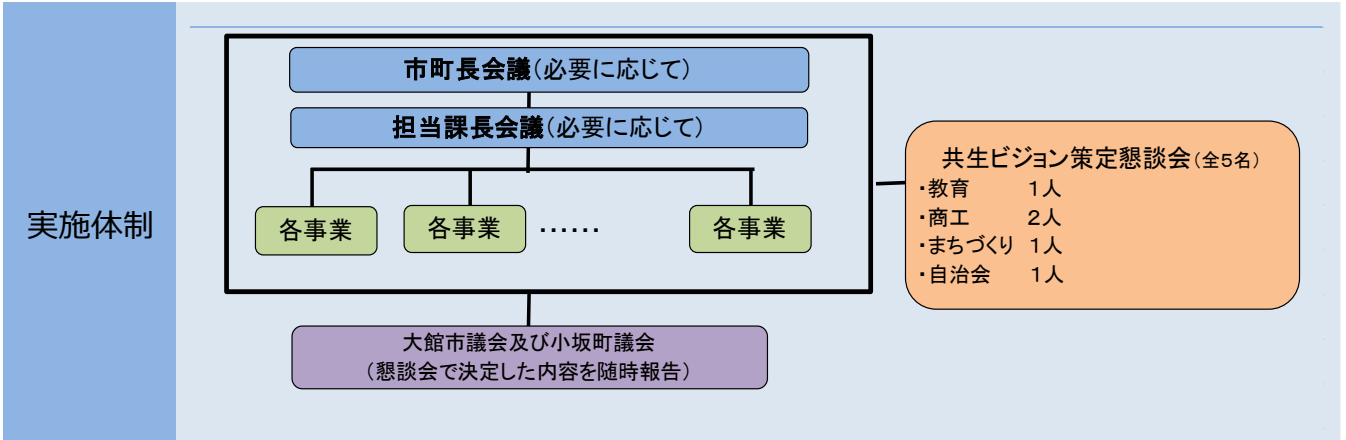 実施体制
市町長会議(必要に応じて)
担当課長会議(必要に応じて)
各事業
各事業
……
各事業
共生ビジョン策定懇談会(全5名)
・教育 1人
・商工 2人
・まちづくり 1人
・自治会 1人
大館市議会及び小坂町議会
(懇談会で決定した内容を随時報告)